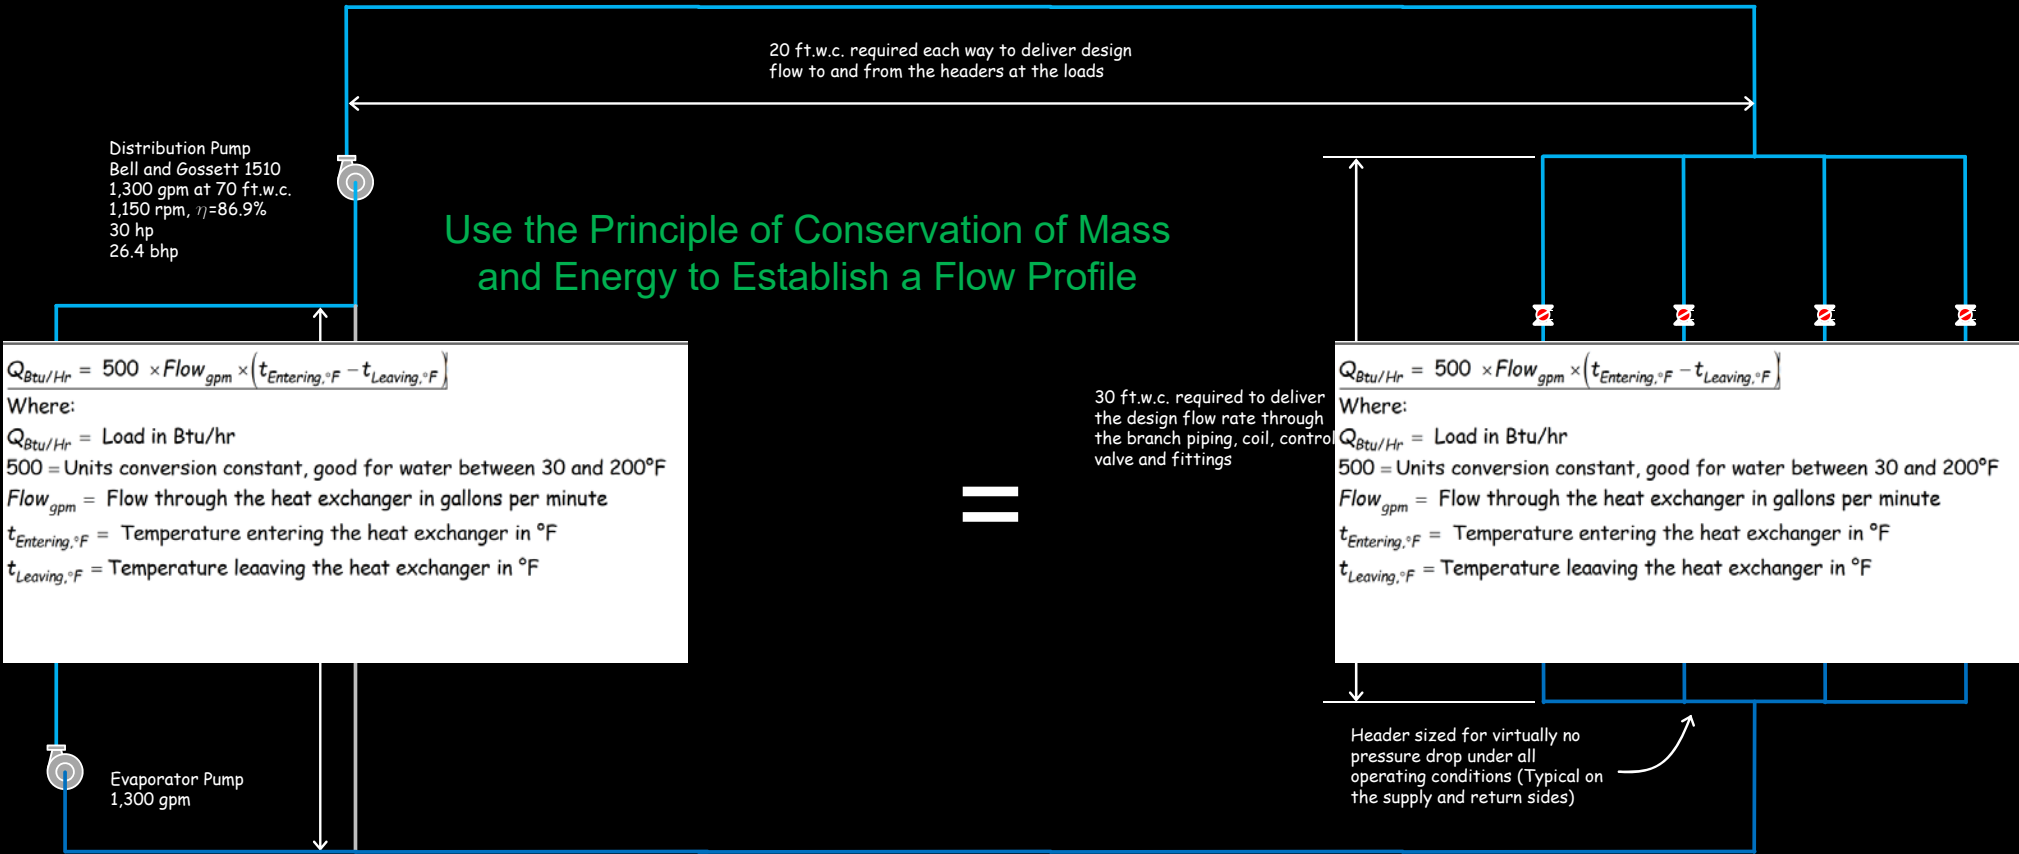 20 ft.w.c. required each way to deliver design
flow to and from the headers at the loads
Distribution Pump
Bell and Gossett 1510
1,300 gpm at 70 ft.w.c.
1,150 rpm, η=86.9%
30 hp
26.4 bhp
Use the Principle of Conservation of Mass
and Energy to Establish a Flow Profile
Q_Btu/Hr = 500 × Flow_gpm × (t_Entering,°F − t_Leaving,°F)
Where:
Q_Btu/Hr = Load in Btu/hr
500 = Units conversion constant, good for water between 30 and 200°F
Flow_gpm = Flow through the heat exchanger in gallons per minute
t_Entering,°F = Temperature entering the heat exchanger in °F
t_Leaving,°F = Temperature leaaving the heat exchanger in °F
=
30 ft.w.c. required to deliver
the design flow rate through
the branch piping, coil, control
valve and fittings
Q_Btu/Hr = 500 × Flow_gpm × (t_Entering,°F − t_Leaving,°F)
Where:
Q_Btu/Hr = Load in Btu/hr
500 = Units conversion constant, good for water between 30 and 200°F
Flow_gpm = Flow through the heat exchanger in gallons per minute
t_Entering,°F = Temperature entering the heat exchanger in °F
t_Leaving,°F = Temperature leaaving the heat exchanger in °F
Evaporator Pump
1,300 gpm
Header sized for virtually no
pressure drop under all
operating conditions (Typical on
the supply and return sides)